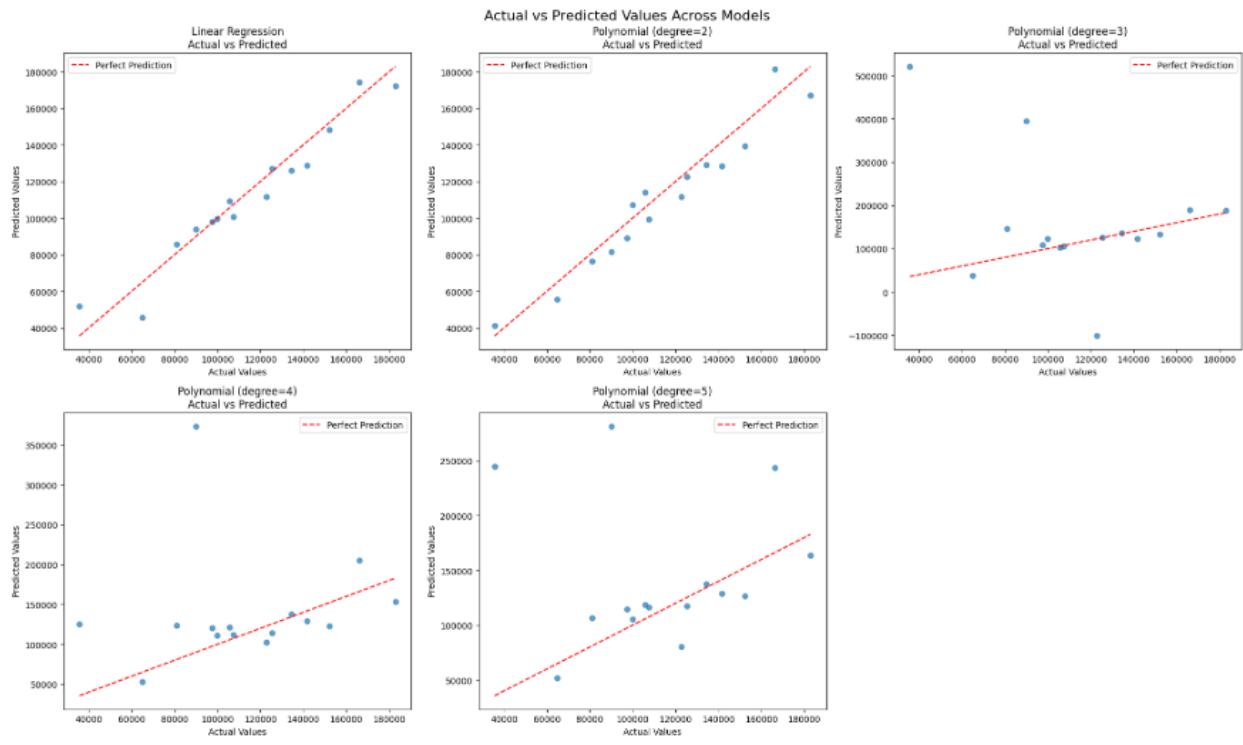 Actual vs Predicted Values Across Models
Linear Regression
Actual vs Predicted
Perfect Prediction
180000
160000
140000
120000
100000
80000
60000
40000
Predicted Values
40000 60000 80000 100000 120000 140000 160000 180000
Actual Values
Polynomial (degree=2)
Actual vs Predicted
Perfect Prediction
180000
160000
140000
120000
100000
80000
60000
40000
Predicted Values
40000 60000 80000 100000 120000 140000 160000 180000
Actual Values
Polynomial (degree=3)
Actual vs Predicted
Perfect Prediction
500000
400000
300000
200000
100000
0
−100000
Predicted Values
40000 60000 80000 100000 120000 140000 160000 180000
Actual Values
Polynomial (degree=4)
Actual vs Predicted
Perfect Prediction
350000
300000
250000
200000
150000
100000
50000
Predicted Values
40000 60000 80000 100000 120000 140000 160000 180000
Actual Values
Polynomial (degree=5)
Actual vs Predicted
Perfect Prediction
250000
200000
150000
100000
50000
Predicted Values
40000 60000 80000 100000 120000 140000 160000 180000
Actual Values